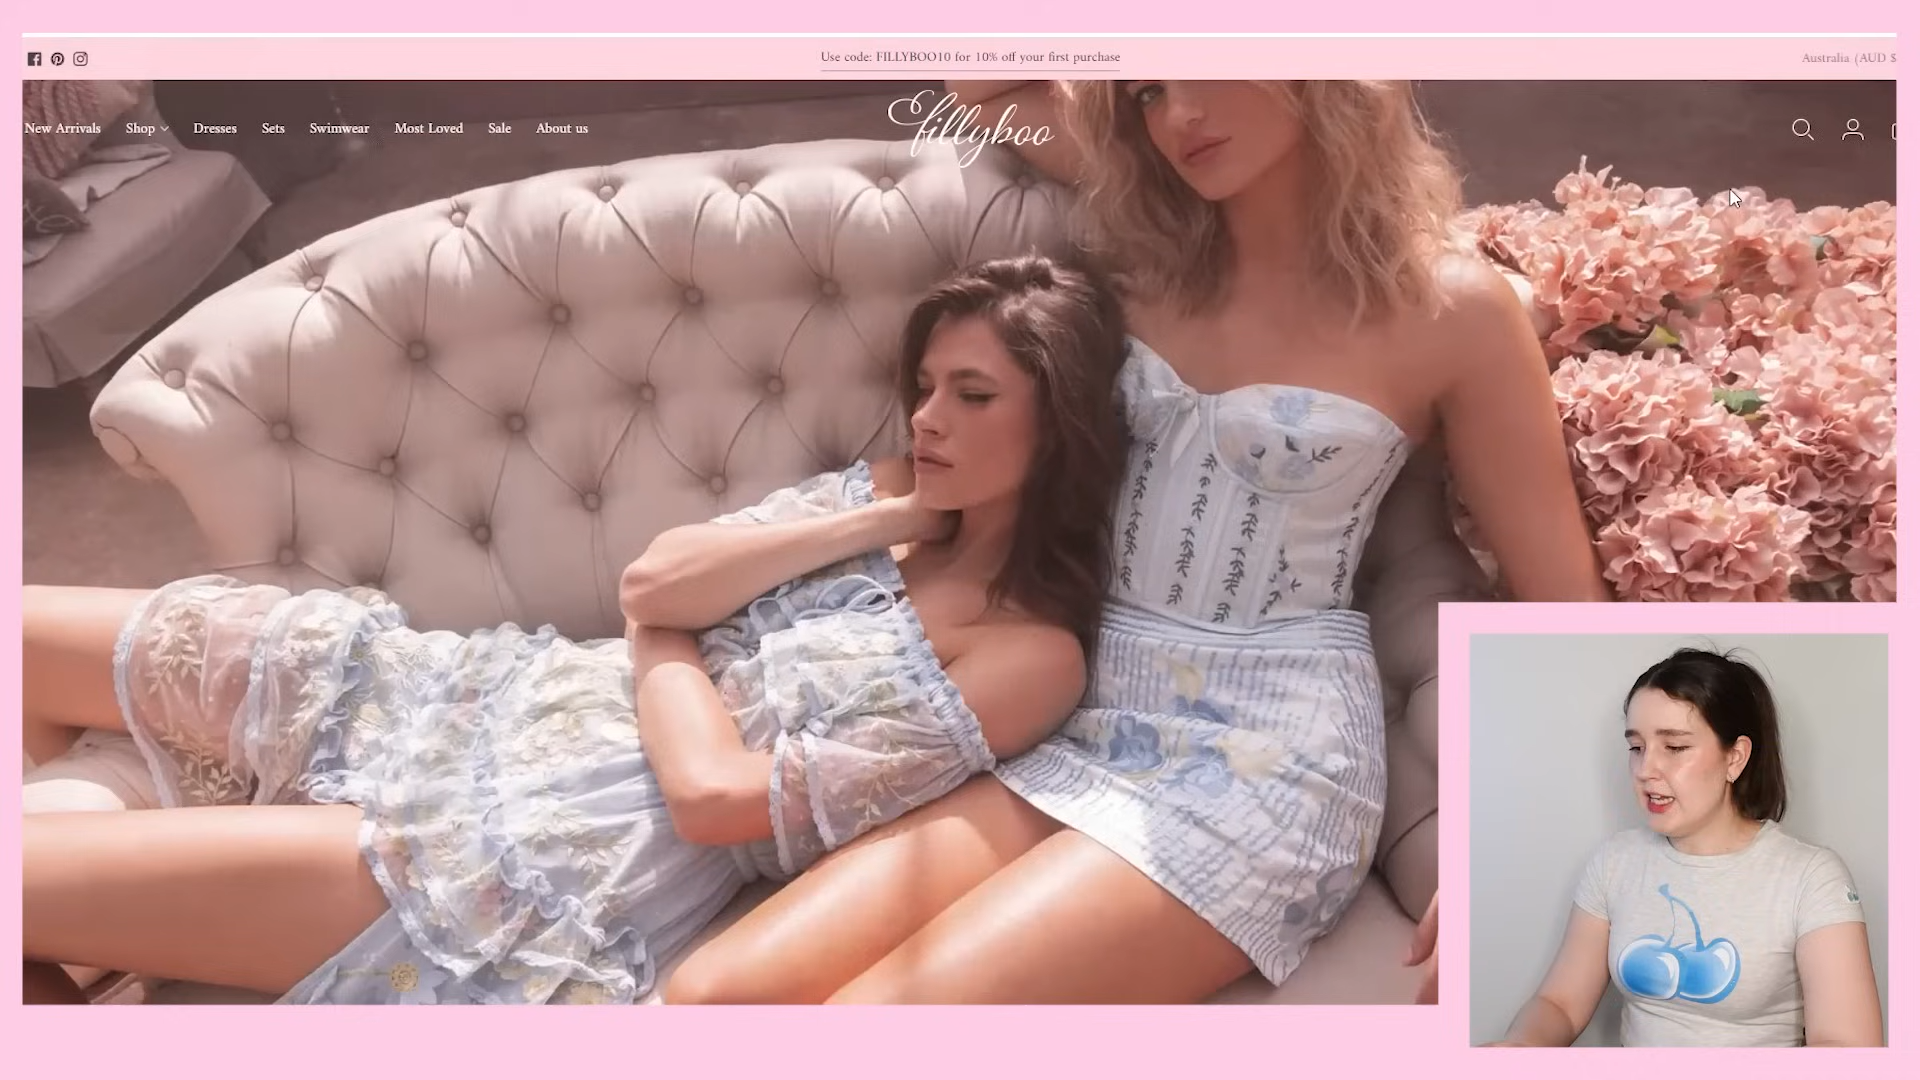 Use code: FILLYBOO10 for 10% off your first purchase
Australia (AUD $
New Arrivals
Shop
Dresses
Sets
Swimwear
Most Loved
Sale
About us
fillyboo